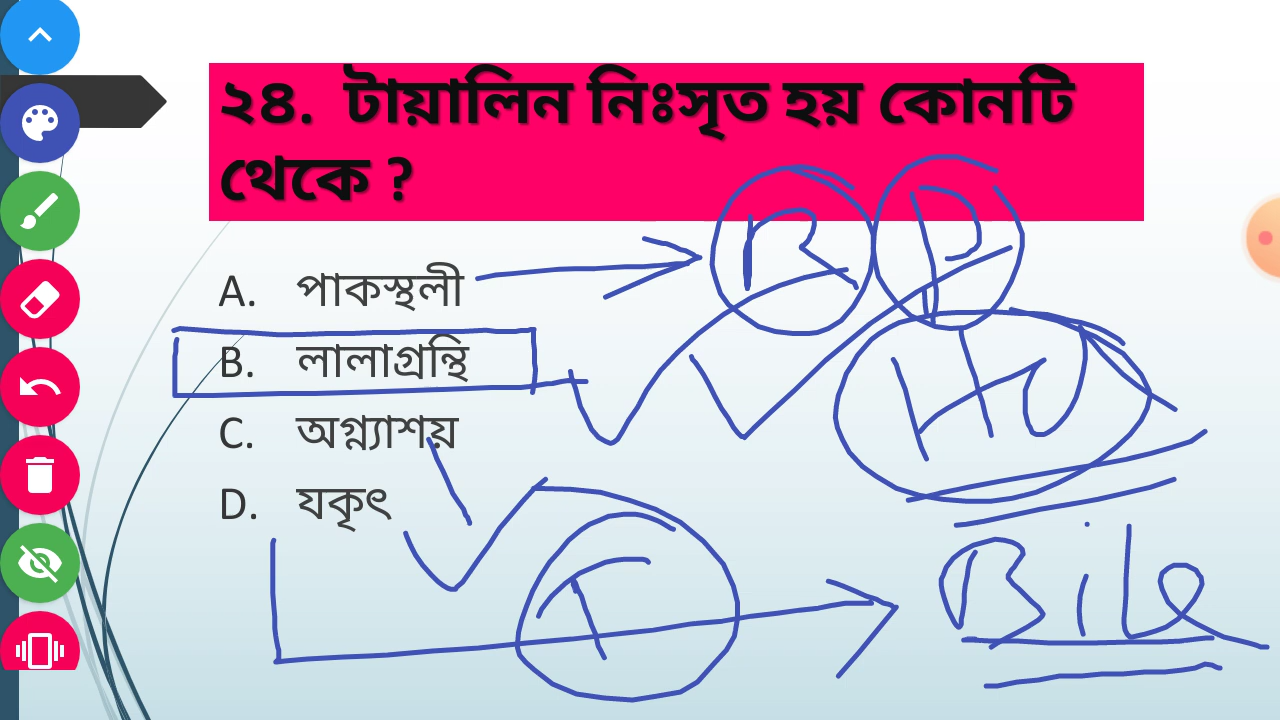 ২৪. টায়ালিন নিঃসৃত হয় কোনটি
থেকে ?
A. পাকস্থলী
B. লালাগ্রন্থি
C. অগ্ন্যাশয়
D. যকৃৎ
R P
HCl
T
Bile